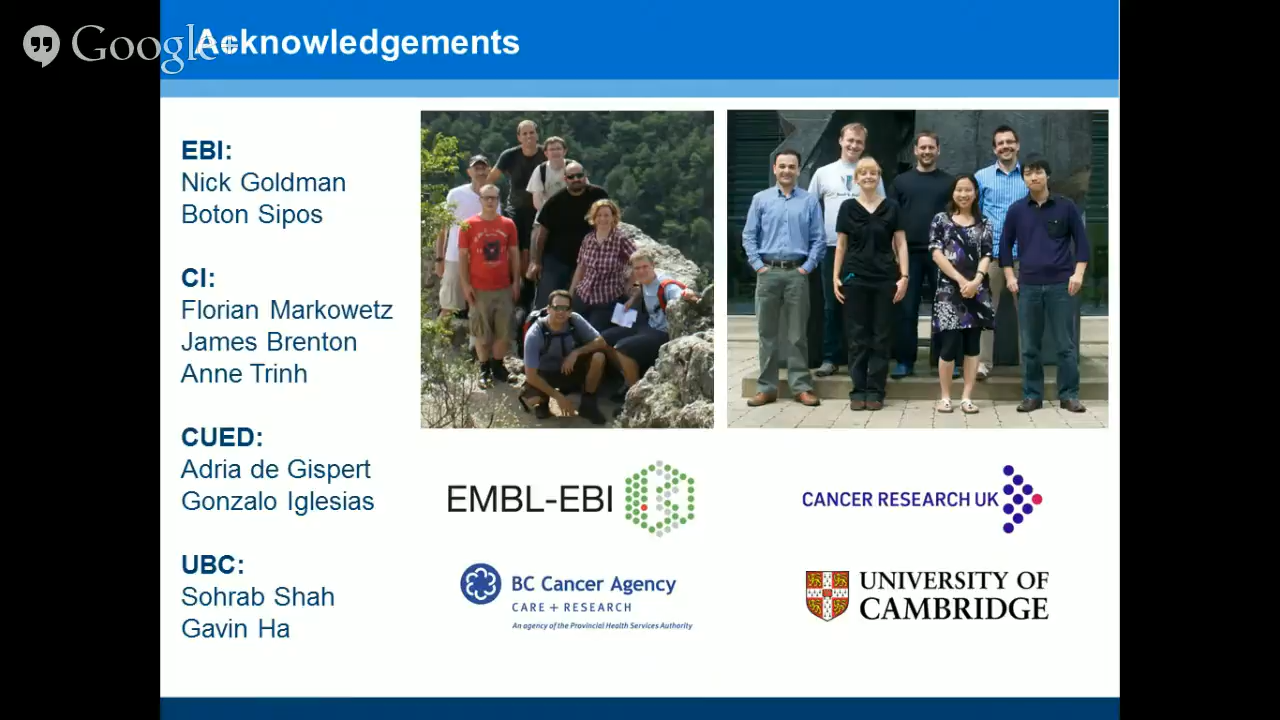 Google+
Acknowledgements
EBI:
Nick Goldman
Boton Sipos
CI:
Florian Markowetz
James Brenton
Anne Trinh
CUED:
Adria de Gispert
Gonzalo Iglesias
UBC:
Sohrab Shah
Gavin Ha
EMBL-EBI
CANCER RESEARCH UK
BC Cancer Agency
CARE + RESEARCH
An agency of the Provincial Health Services Authority
UNIVERSITY OF
CAMBRIDGE